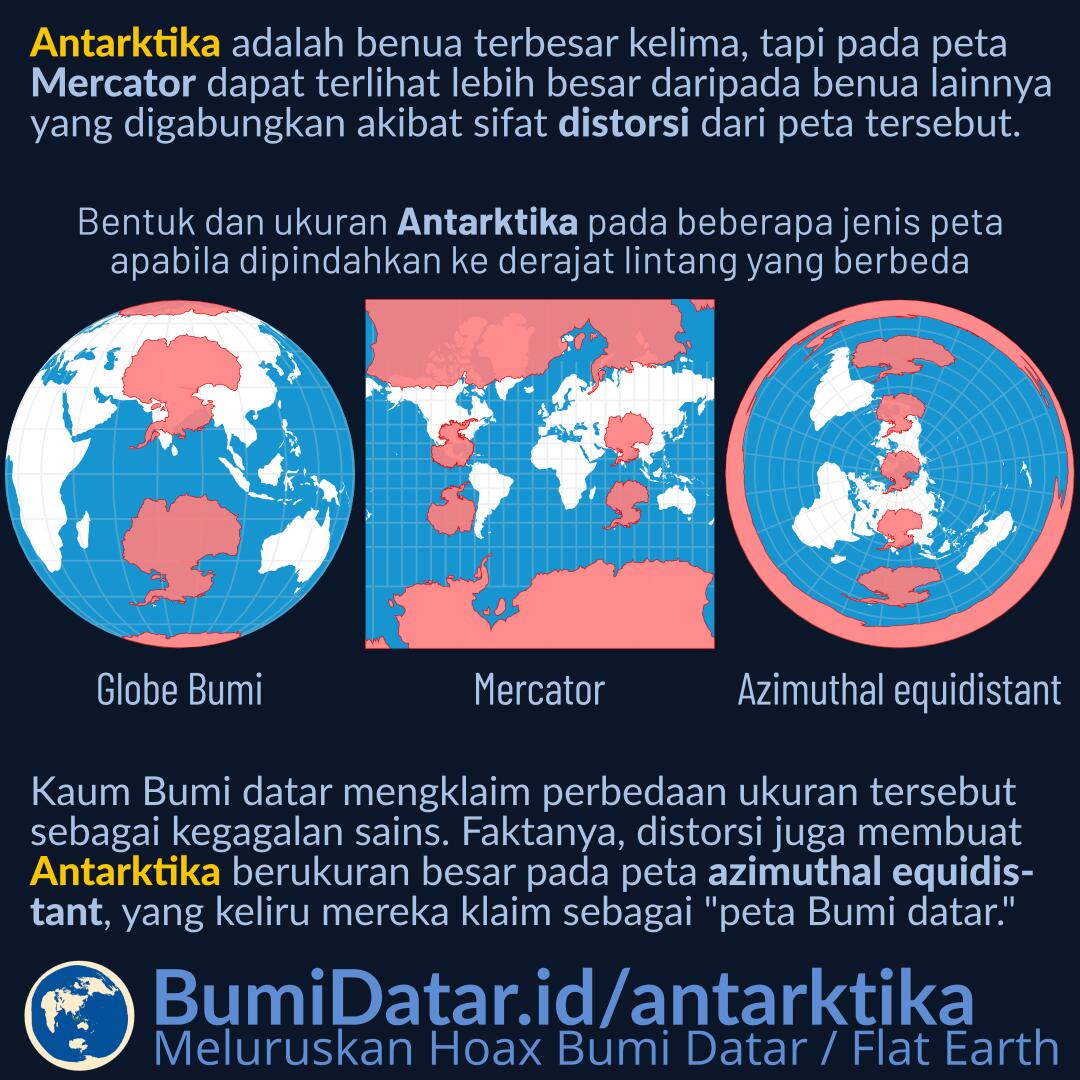 Antarktika adalah benua terbesar kelima, tapi pada peta
Mercator dapat terlihat lebih besar daripada benua lainnya
yang digabungkan akibat sifat distorsi dari peta tersebut.
Bentuk dan ukuran Antarktika pada beberapa jenis peta
apabila dipindahkan ke derajat lintang yang berbeda
Globe Bumi
Mercator
Azimuthal equidistant
Kaum Bumi datar mengklaim perbedaan ukuran tersebut
sebagai kegagalan sains. Faktanya, distorsi juga membuat
Antarktika berukuran besar pada peta azimuthal equidis-
tant, yang keliru mereka klaim sebagai "peta Bumi datar."
BumiDatar.id/antarktika
Meluruskan Hoax Bumi Datar / Flat Earth